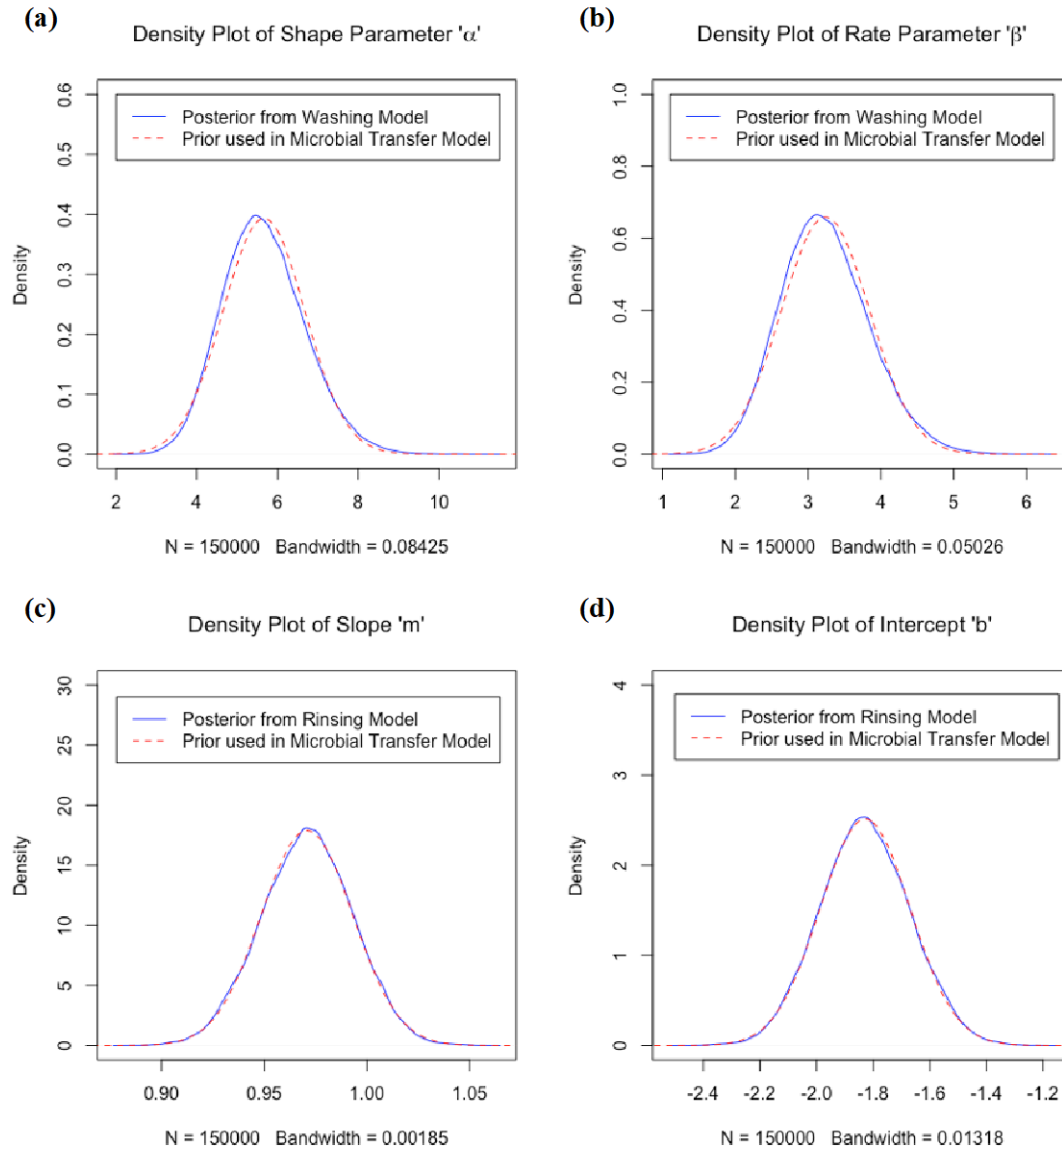 (a)
Density Plot of Shape Parameter 'α'
Posterior from Washing Model
Prior used in Microbial Transfer Model
Density
0.0 0.1 0.2 0.3 0.4 0.5 0.6
2 4 6 8 10
N = 150000 Bandwidth = 0.08425
(b)
Density Plot of Rate Parameter 'β'
Posterior from Washing Model
Prior used in Microbial Transfer Model
Density
0.0 0.2 0.4 0.6 0.8 1.0
1 2 3 4 5 6
N = 150000 Bandwidth = 0.05026
(c)
Density Plot of Slope 'm'
Posterior from Rinsing Model
Prior used in Microbial Transfer Model
Density
0 5 10 15 20 25 30
0.90 0.95 1.00 1.05
N = 150000 Bandwidth = 0.00185
(d)
Density Plot of Intercept 'b'
Posterior from Rinsing Model
Prior used in Microbial Transfer Model
Density
0 1 2 3 4
-2.4 -2.2 -2.0 -1.8 -1.6 -1.4 -1.2
N = 150000 Bandwidth = 0.01318